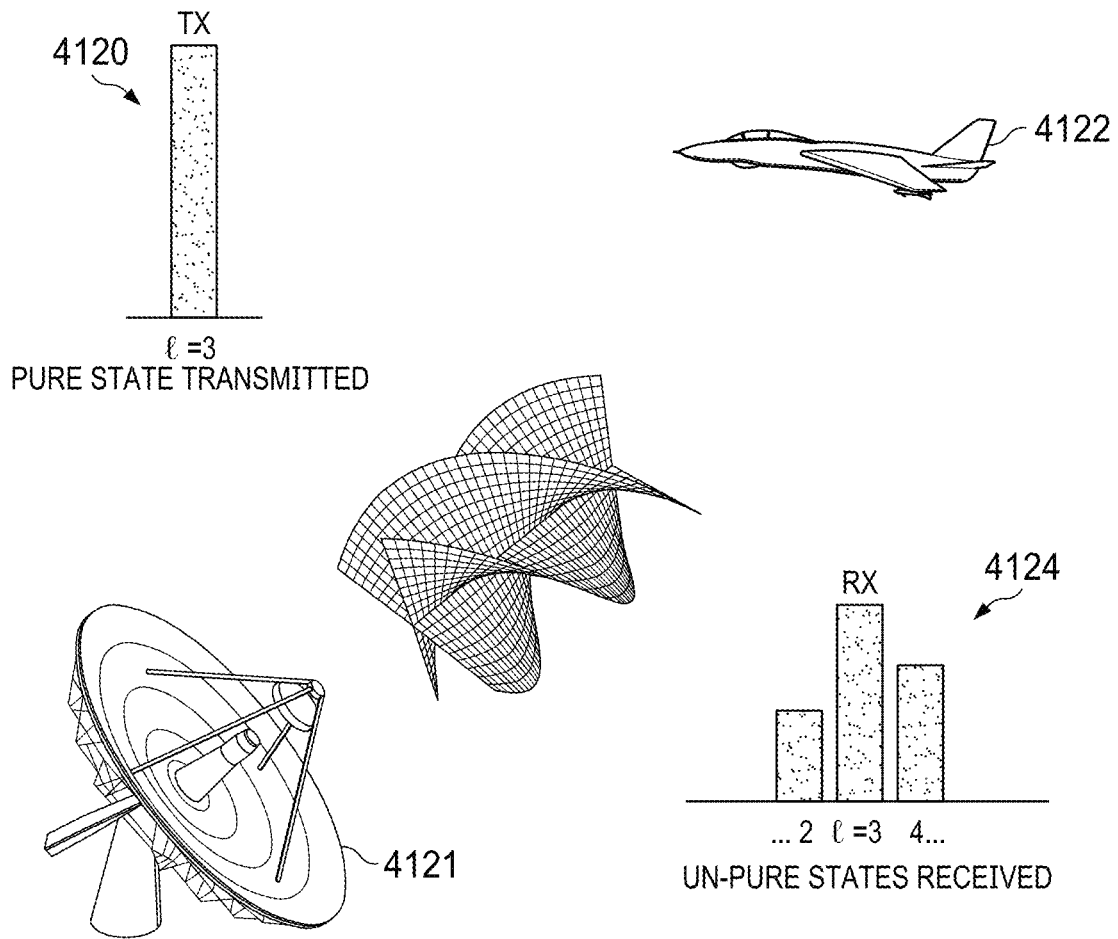 TX
4120
4122
ℓ =3
PURE STATE TRANSMITTED
4124
RX
... 2 ℓ =3 4...
4121
UN-PURE STATES RECEIVED